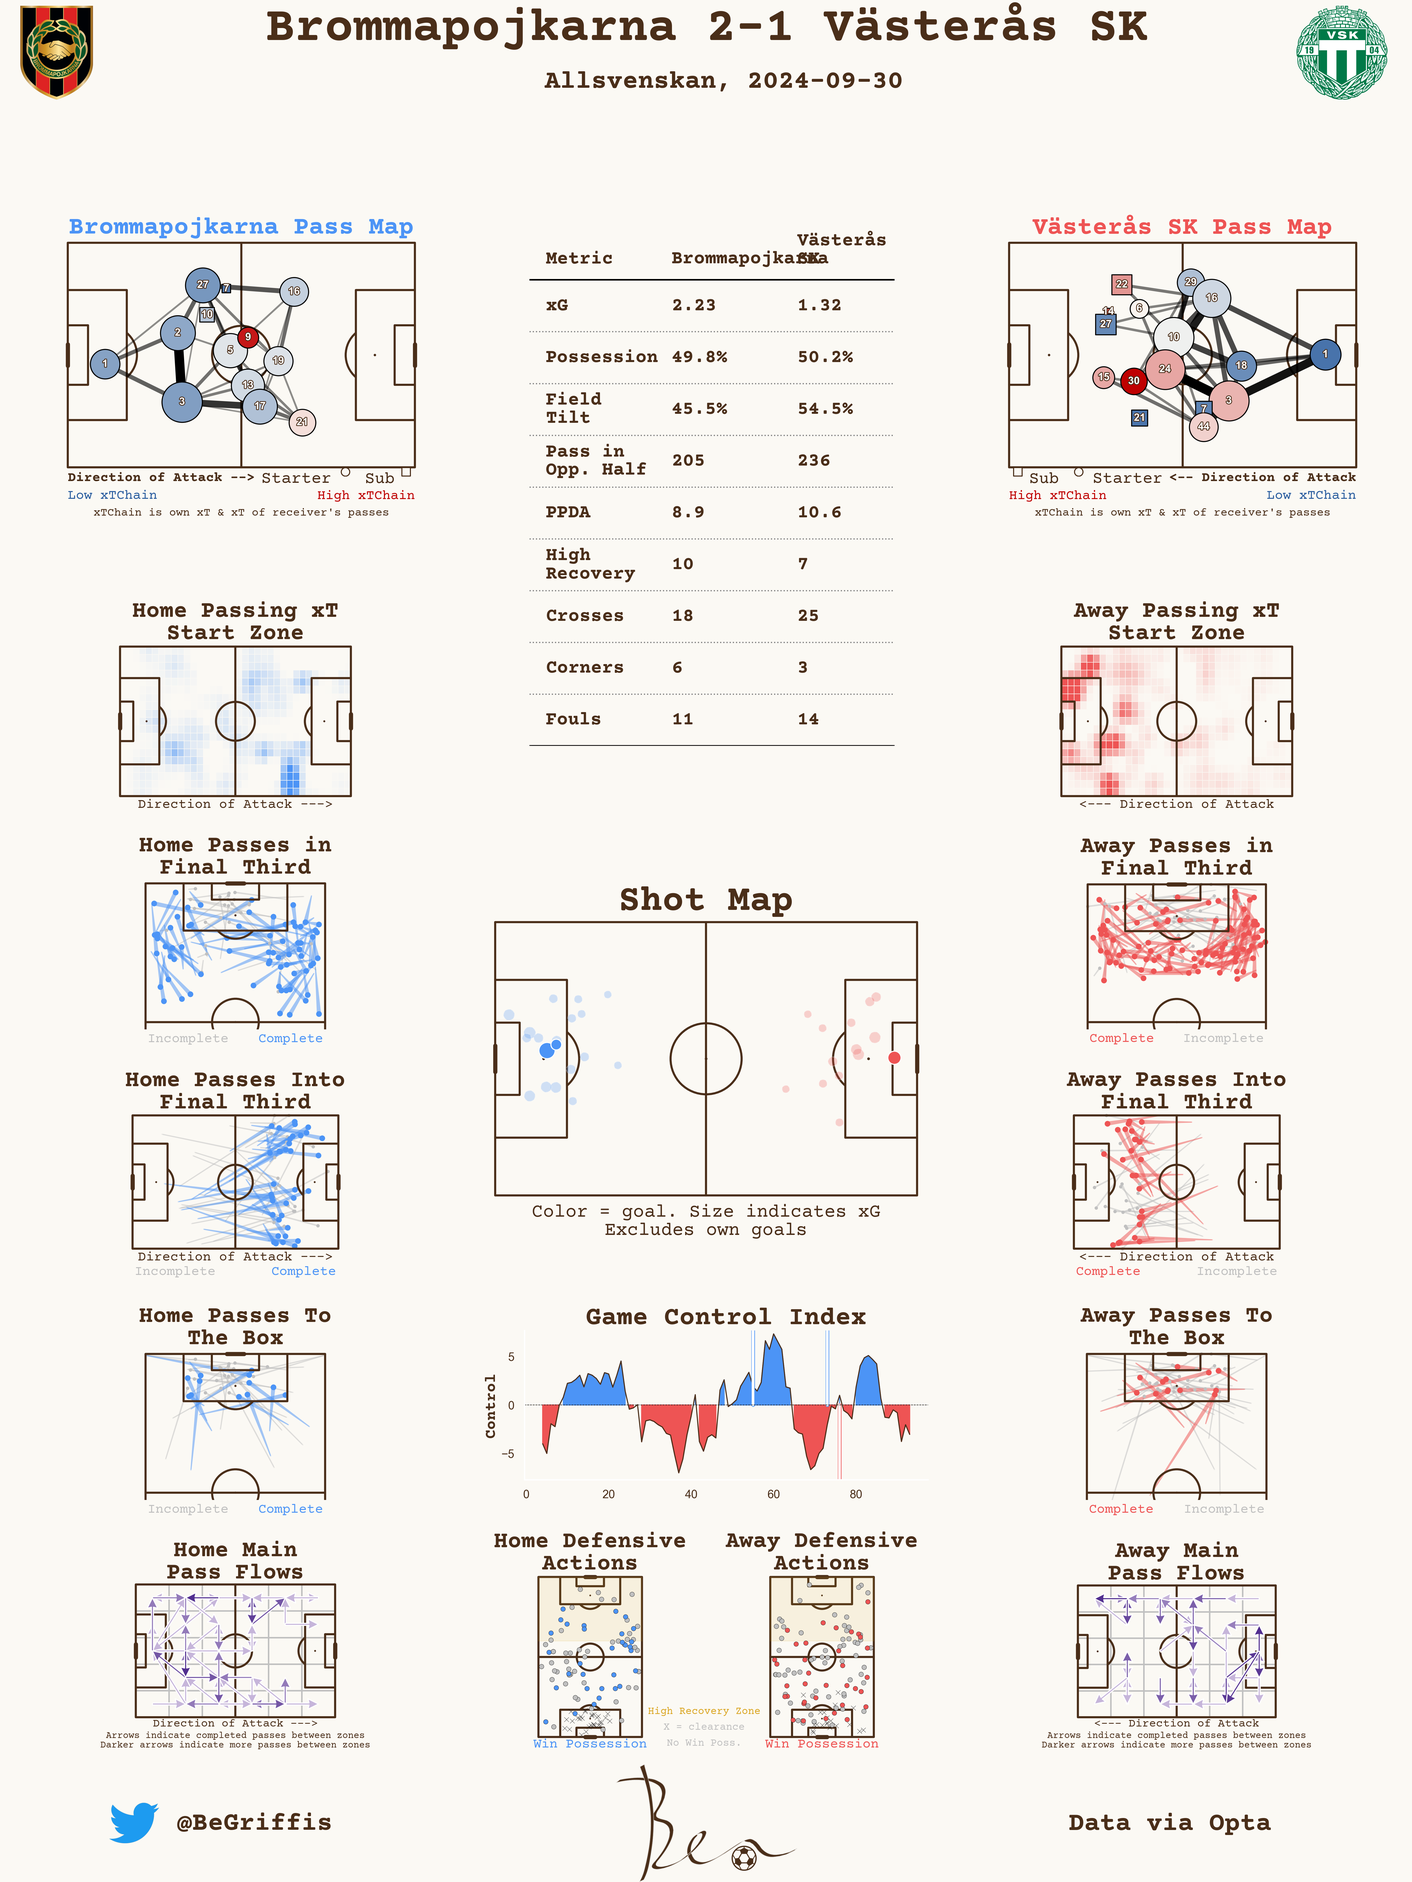 Brommapojkarna 2-1 Västerås SK
Allsvenskan, 2024-09-30
VSK
19 04
Brommapojkarna Pass Map
27
7
16
10
2
9
5
19
1
13
3
17
21
Direction of Attack --> Starter Sub
Low xTChain High xTChain
xTChain is own xT & xT of receiver's passes
Metric Brommapojkarna Västerås SK
xG 2.23 1.32
Possession 49.8% 50.2%
Field Tilt 45.5% 54.5%
Pass in Opp. Half 205 236
PPDA 8.9 10.6
High Recovery 10 7
Crosses 18 25
Corners 6 3
Fouls 11 14
Västerås SK Pass Map
22
29
16
6
14
27
10
1
18
24
15
30
3
7
21
44
Sub Starter <-- Direction of Attack
High xTChain Low xTChain
xTChain is own xT & xT of receiver's passes
Home Passing xT
Start Zone
Direction of Attack --->
Away Passing xT
Start Zone
<--- Direction of Attack
Home Passes in
Final Third
Incomplete Complete
Away Passes in
Final Third
Complete Incomplete
Shot Map
Color = goal. Size indicates xG
Excludes own goals
Home Passes Into
Final Third
Direction of Attack --->
Incomplete Complete
Away Passes Into
Final Third
<--- Direction of Attack
Complete Incomplete
Home Passes To
The Box
Incomplete Complete
Game Control Index
Control
5
0
−5
0 20 40 60 80
Away Passes To
The Box
Complete Incomplete
Home Main
Pass Flows
Direction of Attack --->
Arrows indicate completed passes between zones
Darker arrows indicate more passes between zones
Home Defensive
Actions
Win Possession
Away Defensive
Actions
Win Possession
High Recovery Zone
X = clearance
No Win Poss.
Away Main
Pass Flows
<--- Direction of Attack
Arrows indicate completed passes between zones
Darker arrows indicate more passes between zones
@BeGriffis
Ben
Data via Opta